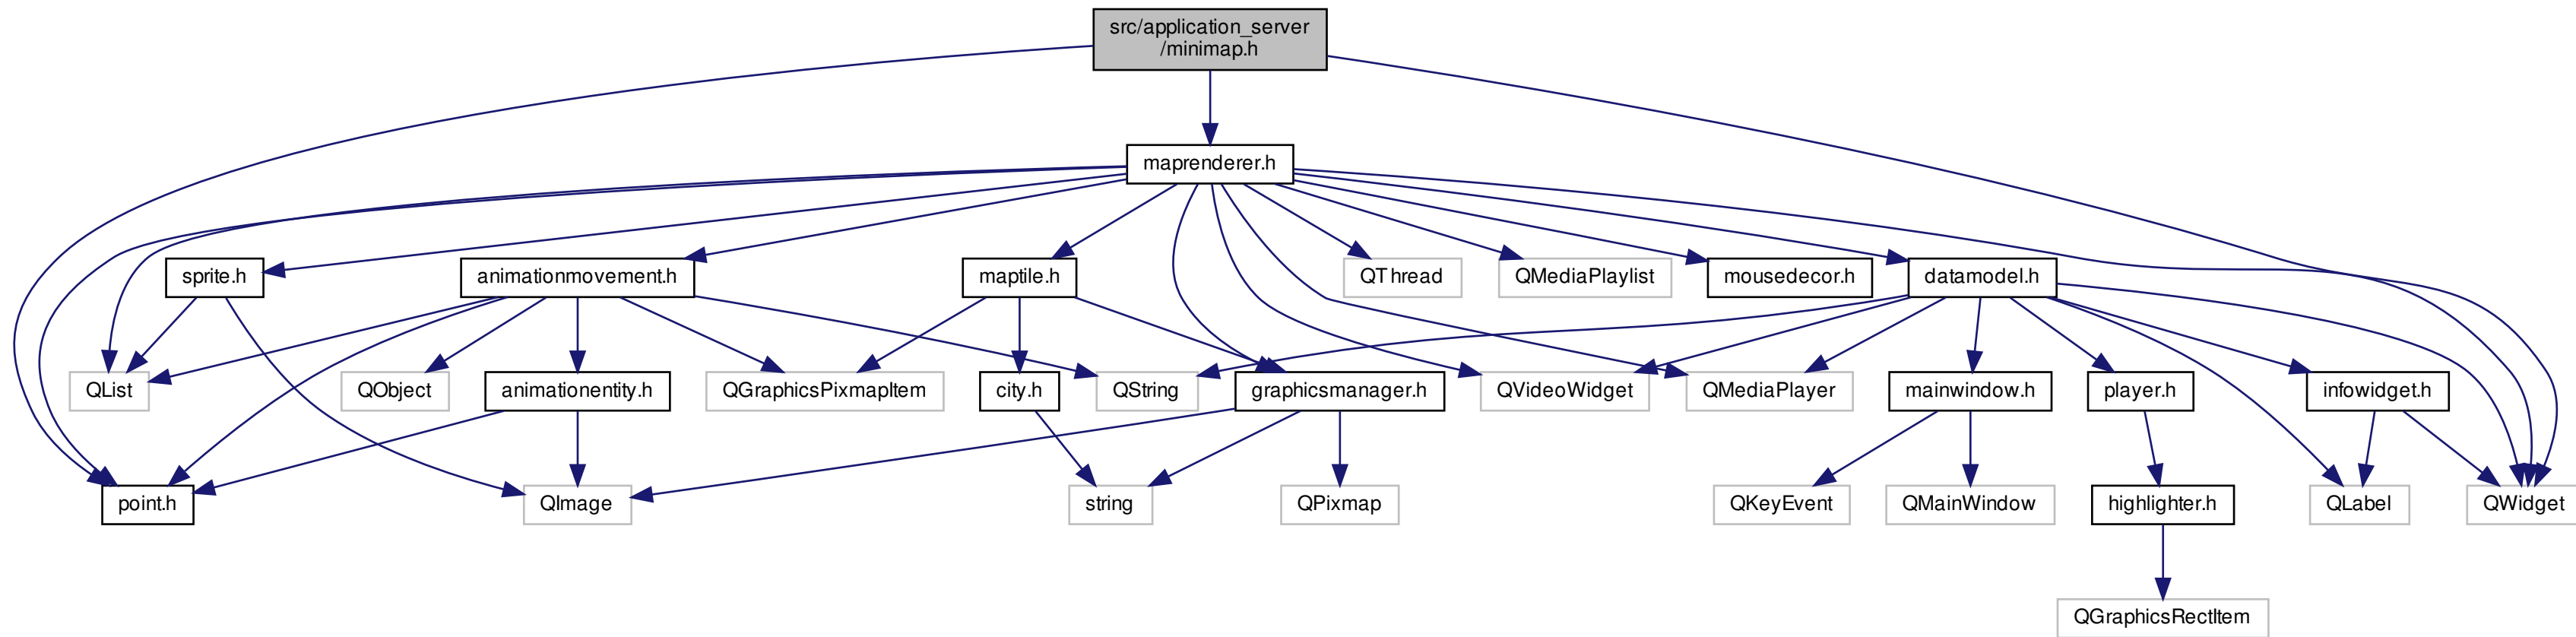 src/application_server
/minimap.h
maprenderer.h
sprite.h
animationmovement.h
maptile.h
QThread
QMediaPlaylist
mousedecor.h
datamodel.h
QList
QObject
animationentity.h
QGraphicsPixmapItem
city.h
QString
graphicsmanager.h
QVideoWidget
QMediaPlayer
mainwindow.h
player.h
infowidget.h
point.h
QImage
string
QPixmap
QKeyEvent
QMainWindow
highlighter.h
QLabel
QWidget
QGraphicsRectItem